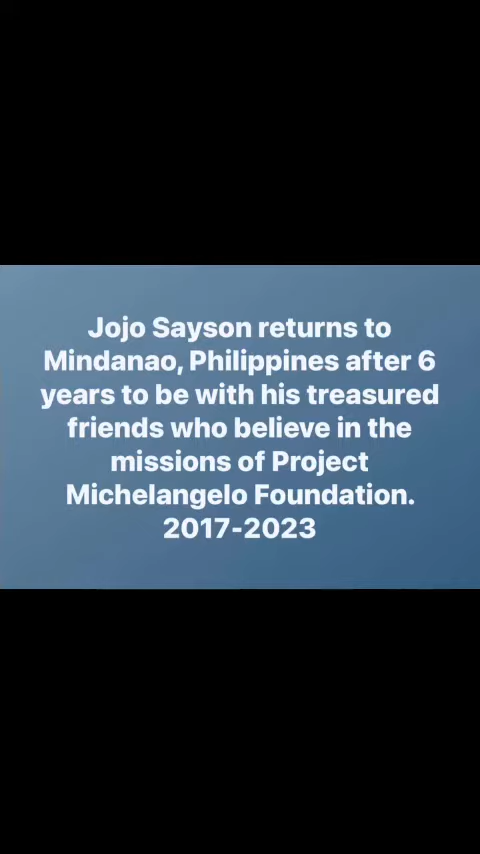 Jojo Sayson returns to
Mindanao, Philippines after 6
years to be with his treasured
friends who believe in the
missions of Project
Michelangelo Foundation.
2017-2023